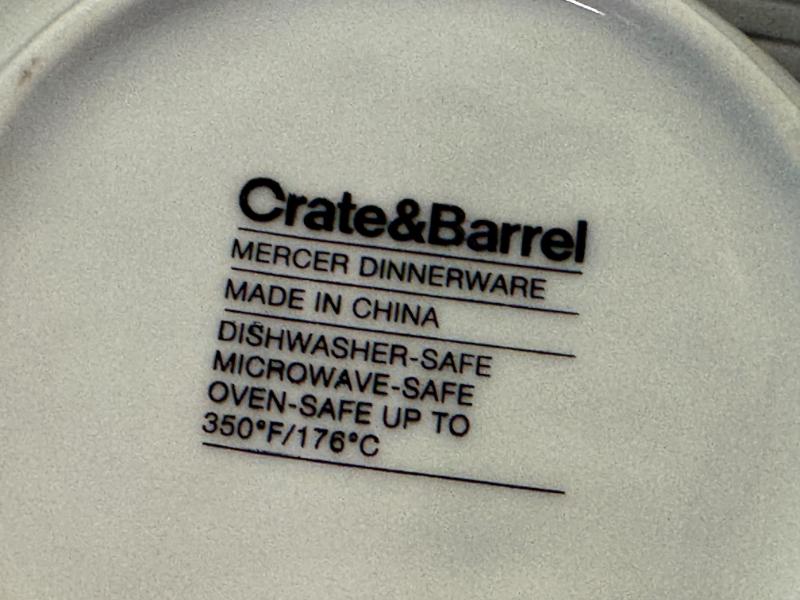 Crate&Barrel
MERCER DINNERWARE
MADE IN CHINA
DISHWASHER-SAFE
MICROWAVE-SAFE
OVEN-SAFE UP TO
350°F/176°C